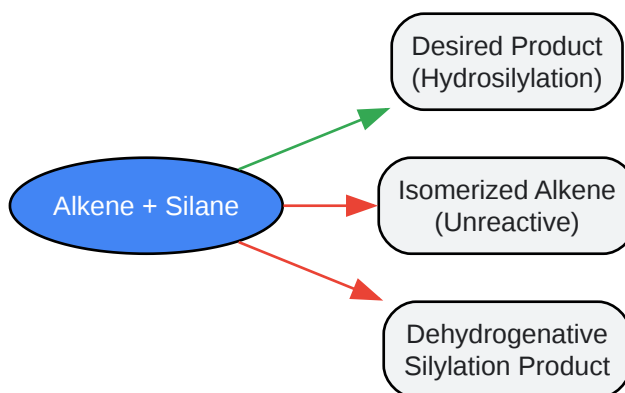 Desired Product
(Hydrosilylation)
Alkene + Silane
Isomerized Alkene
(Unreactive)
Dehydrogenative
Silylation Product